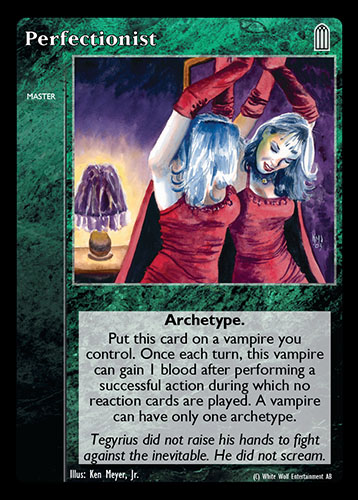 Perfectionist
MASTER
Archetype.
Put this card on a vampire you
control. Once each turn, this vampire
can gain 1 blood after performing a
successful action during which no
reaction cards are played. A vampire
can have only one archetype.
Tegyrius did not raise his hands to fight
against the inevitable. He did not scream.
Illus: Ken Meyer, Jr.
(C) White Wolf Entertainment AB